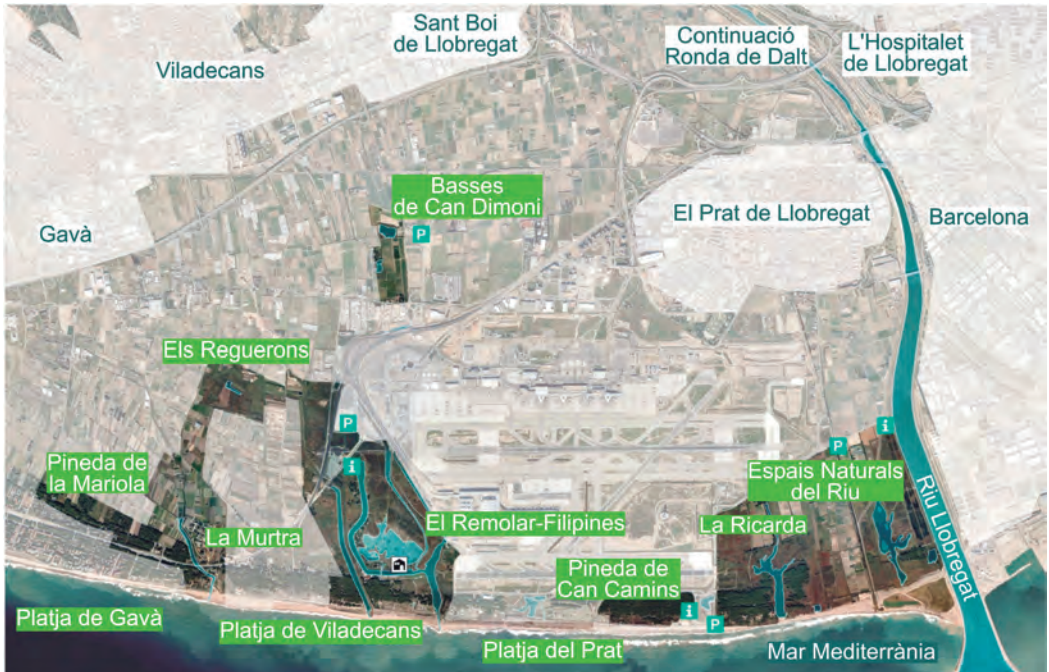 Sant Boi
de Llobregat
Continuació
Ronda de Dalt
L'Hospitalet
de Llobregat
Viladecans
Basses
de Can Dimoni
P
El Prat de Llobregat
Barcelona
Gavà
Els Reguerons
P
i
i
P
Pineda de
la Mariola
Espais Naturals
del Riu
Riu Llobregat
La Murtra
El Remolar-Filipines
La Ricarda
Pineda de
Can Camins
i
P
Platja de Gavà
Platja de Viladecans
Platja del Prat
Mar Mediterrània